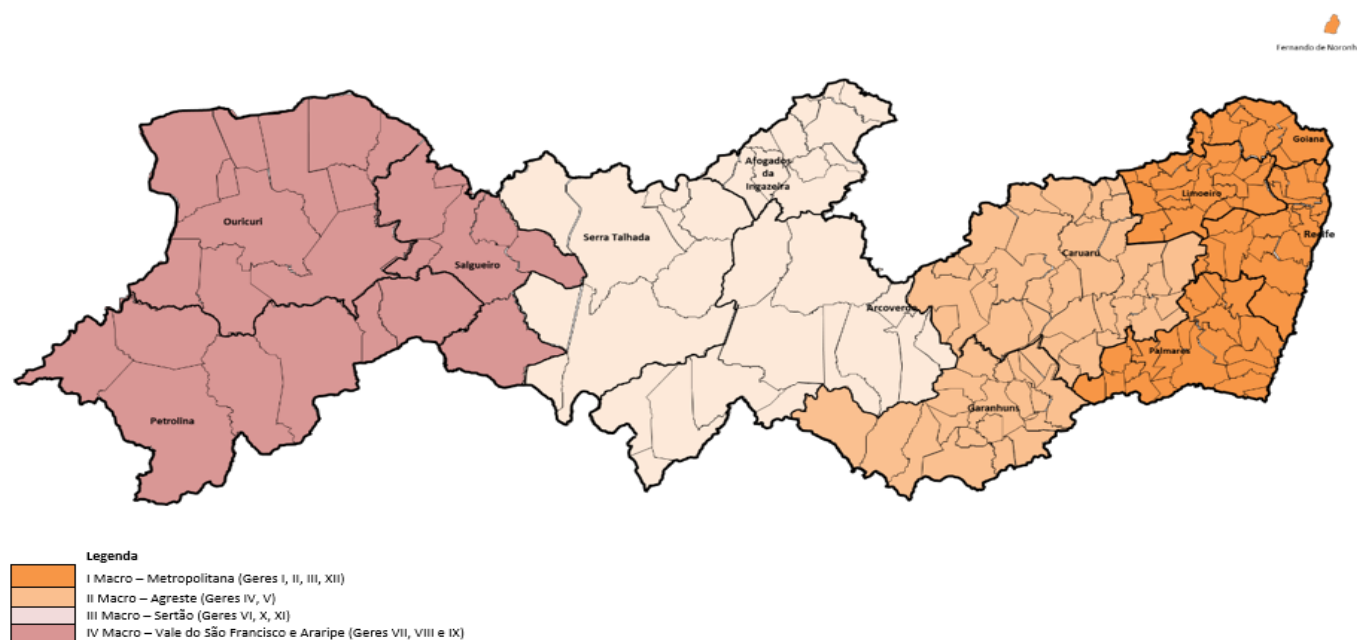 Fernando de Noronh
Goiana
Afogados
da
Ingazeira
Limoeiro
Ouricuri
Recife
Serra Talhada
Caruaru
Salgueiro
Arcoverde
Palmares
Garanhuns
Petrolina
Legenda
I Macro – Metropolitana (Geres I, II, III, XII)
II Macro – Agreste (Geres IV, V)
III Macro – Sertão (Geres VI, X, XI)
IV Macro – Vale do São Francisco e Araripe (Geres VII, VIII e IX)